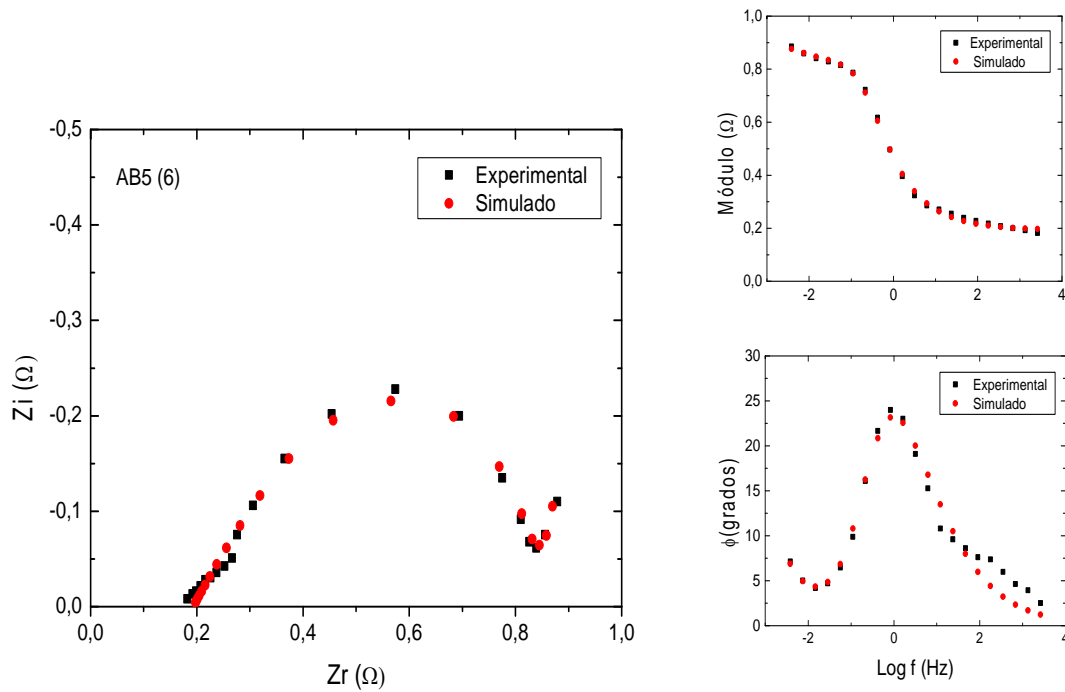 -0,5
-0,4
-0,3
-0,2
-0,1
0,0
Zi (Ω)
AB5 (6)
Experimental
Simulado
0,0 0,2 0,4 0,6 0,8 1,0
Zr (Ω)
1,0
0,8
0,6
0,4
0,2
0,0
Módulo (Ω)
Experimental
Simulado
-2 0 2 4
30
25
20
15
10
5
0
ϕ(grados)
Experimental
Simulado
-2 0 2 4
Log f (Hz)